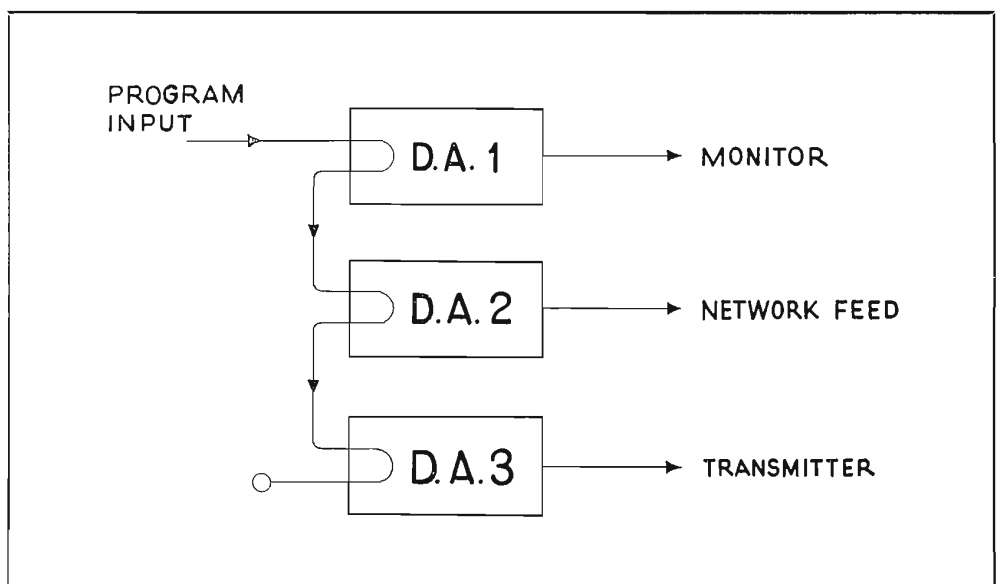 PROGRAM
INPUT
D.A. 1
MONITOR
D.A. 2
NETWORK FEED
D.A. 3
TRANSMITTER